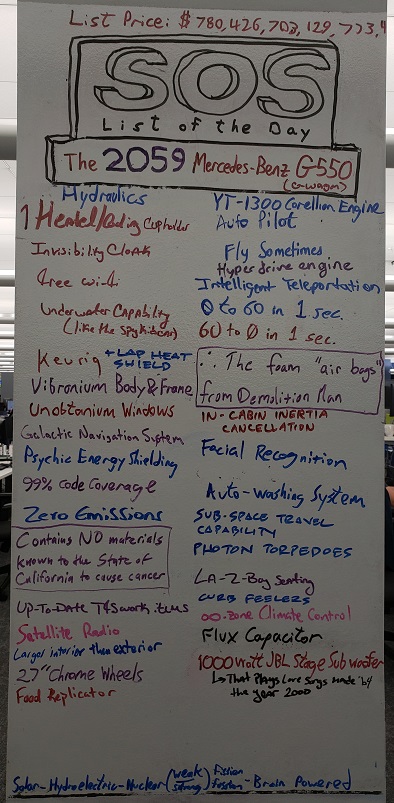 List Price: $780,426,703,129,773,4
SOS
List of the Day
The 2059 Mercedes-Benz G-550
(G-wagon)
Hydraulics
1 Heated/Cooling Cupholder
Invisibility Cloak
Free wi-fi
Underwater Capability
(like the Spy Kids car)
Keurig + LAP HEAT
SHIELD
Vibranium Body & Frame
Unobtanium Windows
Galactic Navigation System
Psychic Energy Shielding
99% Code Coverage
Zero Emissions
Contains NO materials
known to the State of
California to cause cancer
Up-To-Date TFS work items
Satellite Radio
Larger interior than exterior
27" Chrome Wheels
Food Replicator
YT-1300 Corellian Engine
Auto Pilot
Fly Sometimes
Hyperdrive engine
Intelligent Teleportation
0 to 60 in 1 sec.
60 to 0 in 1 sec.
∴ The foam "air bags"
from Demolition Man
IN-CABIN INERTIA
CANCELLATION
Facial Recognition
Auto-washing System
SUB-SPACE TRAVEL
CAPABILITY
PHOTON TORPEDOES
LA-Z-Boy Seating
CURB FEELERS
∞-Zone Climate Control
Flux Capacitor
1000 watt JBL Stage Subwoofer
↳ That Plays Love Songs made by
the year 2000
Solar-Hydroelectric-Nuclear (weak/strong) fission/fusion - Brain Powered